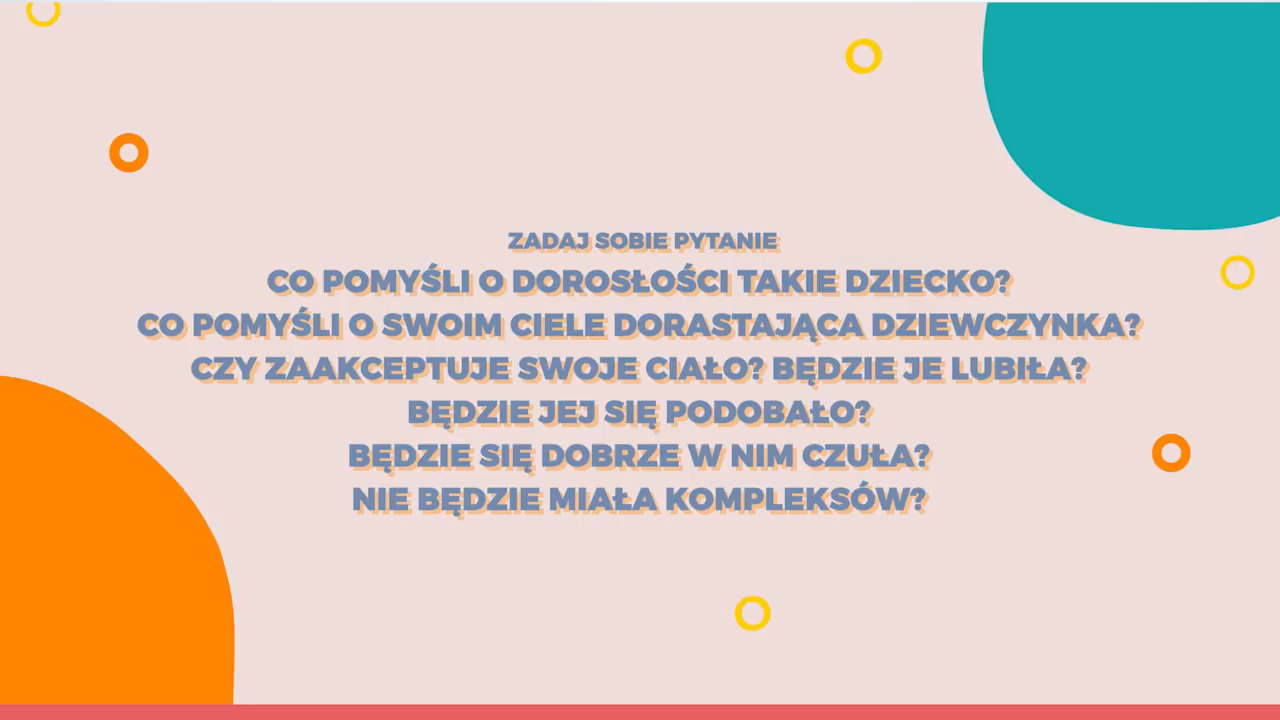 ZADAJ SOBIE PYTANIE
CO POMYŚLI O DOROSŁOŚCI TAKIE DZIECKO?
CO POMYŚLI O SWOIM CIELE DORASTAJĄCA DZIEWCZYNKA?
CZY ZAAKCEPTUJE SWOJE CIAŁO? BĘDZIE JE LUBIŁA?
BĘDZIE JEJ SIĘ PODOBAŁO?
BĘDZIE SIĘ DOBRZE W NIM CZUŁA?
NIE BĘDZIE MIAŁA KOMPLEKSÓW?